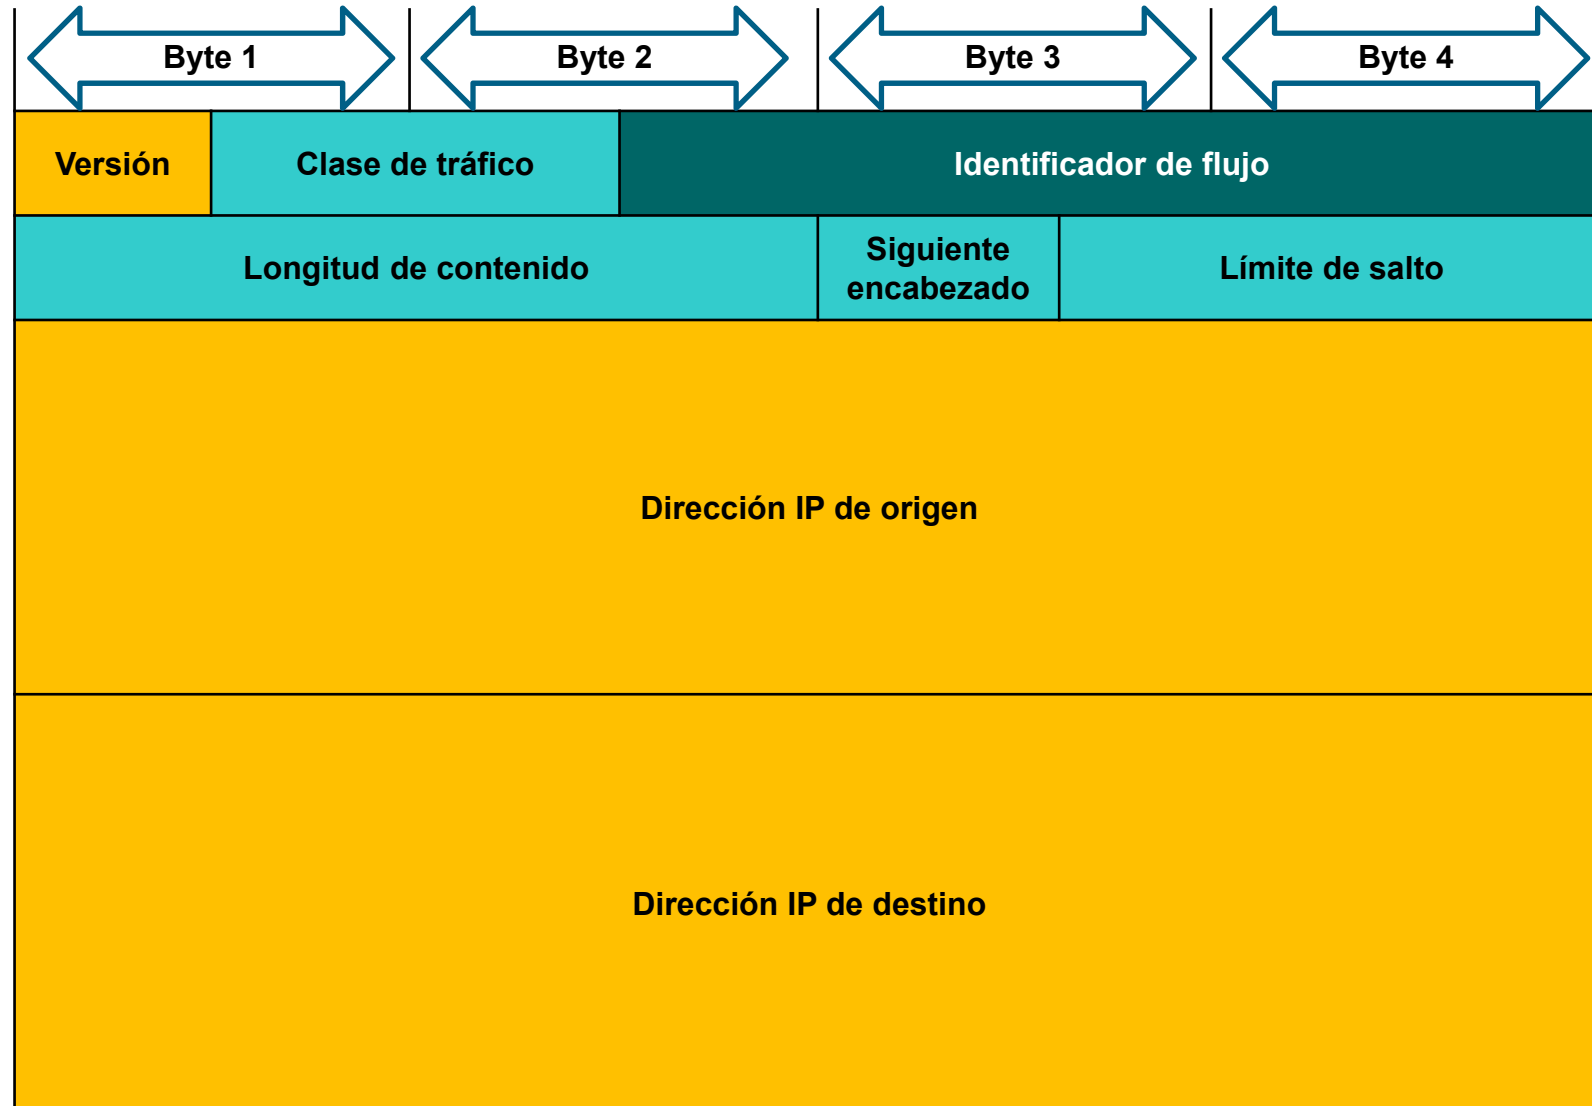 Byte 1
Byte 2
Byte 3
Byte 4
Versión
Clase de tráfico
Identificador de flujo
Longitud de contenido
Siguiente
encabezado
Límite de salto
Dirección IP de origen
Dirección IP de destino